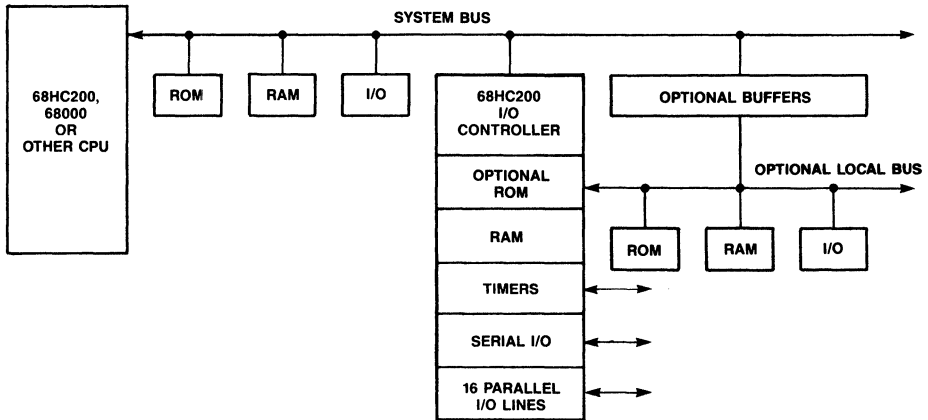 SYSTEM BUS
68HC200,
68000
OR
OTHER CPU
ROM
RAM
I/O
68HC200
I/O
CONTROLLER
OPTIONAL BUFFERS
OPTIONAL
ROM
OPTIONAL LOCAL BUS
RAM
ROM
RAM
I/O
TIMERS
SERIAL I/O
16 PARALLEL
I/O LINES